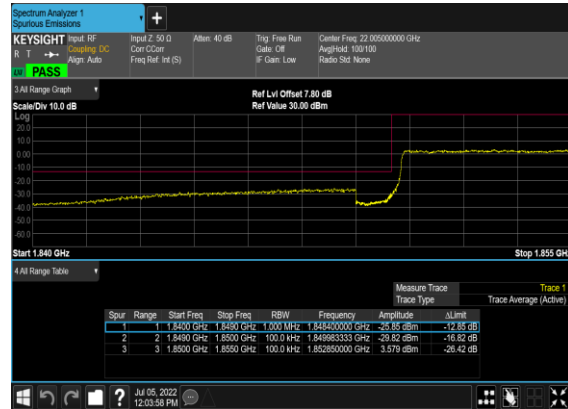 Spectrum Analyzer 1
Spurious Emissions
KEYSIGHT Input: RF Input Z: 50 Ω Atten: 40 dB Trig: Free Run Center Freq: 22.005000000 GHz
R T Coupling: DC Corr CCorr Gate: Off Avg|Hold: 100/100
Align: Auto Freq Ref: Int (S) IF Gain: Low Radio Std: None
PASS
3 All Range Graph Ref Lvl Offset 7.80 dB
Scale/Div 10.0 dB Ref Value 30.00 dBm
Log
20.0
10.0
0.00
-10.0
-20.0
-30.0
-40.0
-50.0
-60.0
Start 1.840 GHz Stop 1.855 GHz
4 All Range Table
Measure Trace Trace 1
Trace Type Trace Average (Active)
Spur Range Start Freq Stop Freq RBW Frequency Amplitude ΔLimit
1 1 1.8400 GHz 1.8490 GHz 1.000 MHz 1.848400000 GHz -25.85 dBm -12.85 dB
2 2 1.8490 GHz 1.8500 GHz 100.0 kHz 1.849983333 GHz -29.82 dBm -16.82 dB
3 3 1.8500 GHz 1.8550 GHz 100.0 kHz 1.852850000 GHz 3.579 dBm -26.42 dB
? Jul 05, 2022
12:03:58 PM